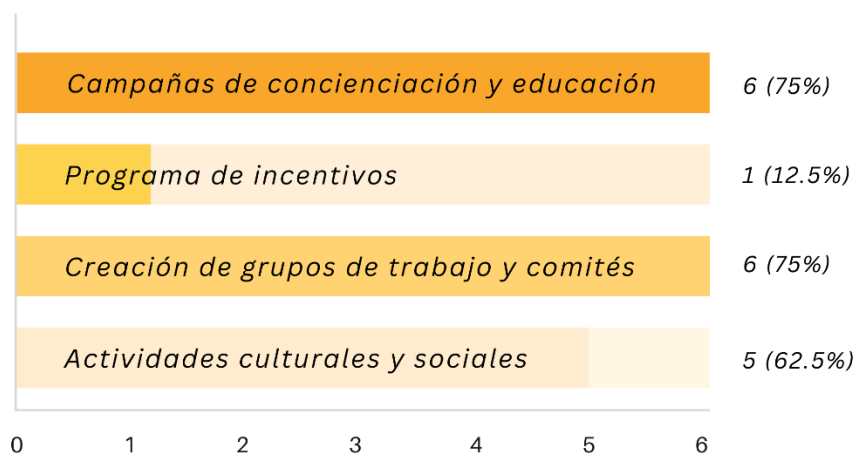 Campañas de concienciación y educación 6 (75%)
Programa de incentivos 1 (12.5%)
Creación de grupos de trabajo y comités 6 (75%)
Actividades culturales y sociales 5 (62.5%)
0 1 2 3 4 5 6